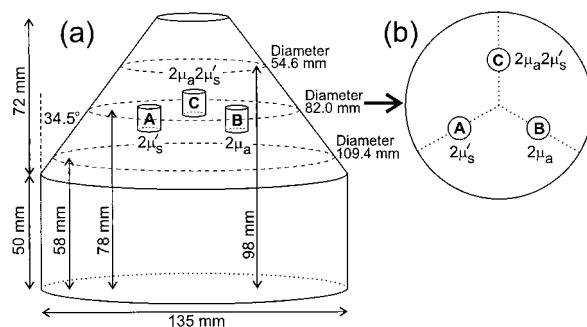 (a)
(b)
Diameter
54.6 mm
Diameter
82.0 mm
Diameter
109.4 mm
72 mm
34.5°
2μₐ2μ′ₛ
C
A
B
2μ′ₛ
2μₐ
50 mm
58 mm
78 mm
98 mm
135 mm
C
2μₐ2μ′ₛ
A
B
2μ′ₛ
2μₐ